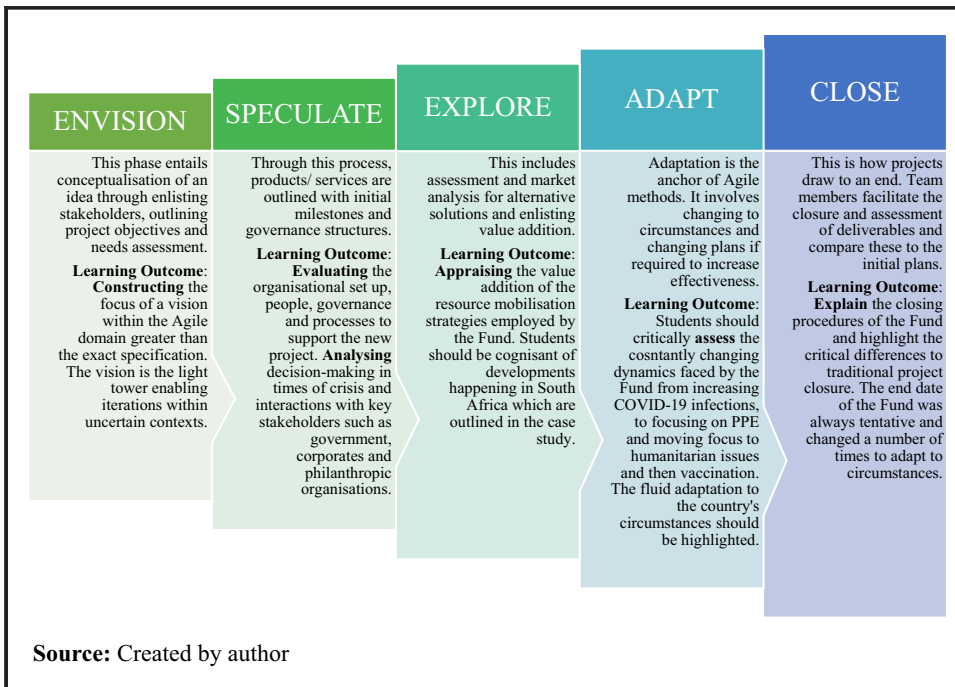 ENVISION
This phase entails
conceptualisation of an
idea through enlisting
stakeholders, outlining
project objectives and
needs assessment.
Learning Outcome:
Constructing the
focus of a vision
within the Agile
domain greater than
the exact specification.
The vision is the light
tower enabling
iterations within
uncertain contexts.
SPECULATE
Through this process,
products/ services are
outlined with initial
milestones and
governance structures.
Learning Outcome:
Evaluating the
organisational set up,
people, governance
and processes to
support the new
project. Analysing
decision-making in
times of crisis and
interactions with key
stakeholders such as
government,
corporates and
philanthropic
organisations.
EXPLORE
This includes
assessment and market
analysis for alternative
solutions and enlisting
value addition.
Learning Outcome:
Appraising the value
addition of the
resource mobilisation
strategies employed by
the Fund. Students
should be cognisant of
developments
happening in South
Africa which are
outlined in the case
study.
ADAPT
Adaptation is the
anchor of Agile
methods. It involves
changing to
circumstances and
changing plans if
required to increase
effectiveness.
Learning Outcome:
Students should
critically assess the
cosntantly changing
dynamics faced by the
Fund from increasing
COVID-19 infections,
to focusing on PPE
and moving focus to
humanitarian issues
and then vaccination.
The fluid adaptation to
the country's
circumstances should
be highlighted.
CLOSE
This is how projects
draw to an end. Team
members facilitate the
closure and assessment
of deliverables and
compare these to the
initial plans.
Learning Outcome:
Explain the closing
procedures of the Fund
and highlight the
critical differences to
traditional project
closure. The end date
of the Fund was
always tentative and
changed a number of
times to adapt to
circumstances.
Source: Created by author